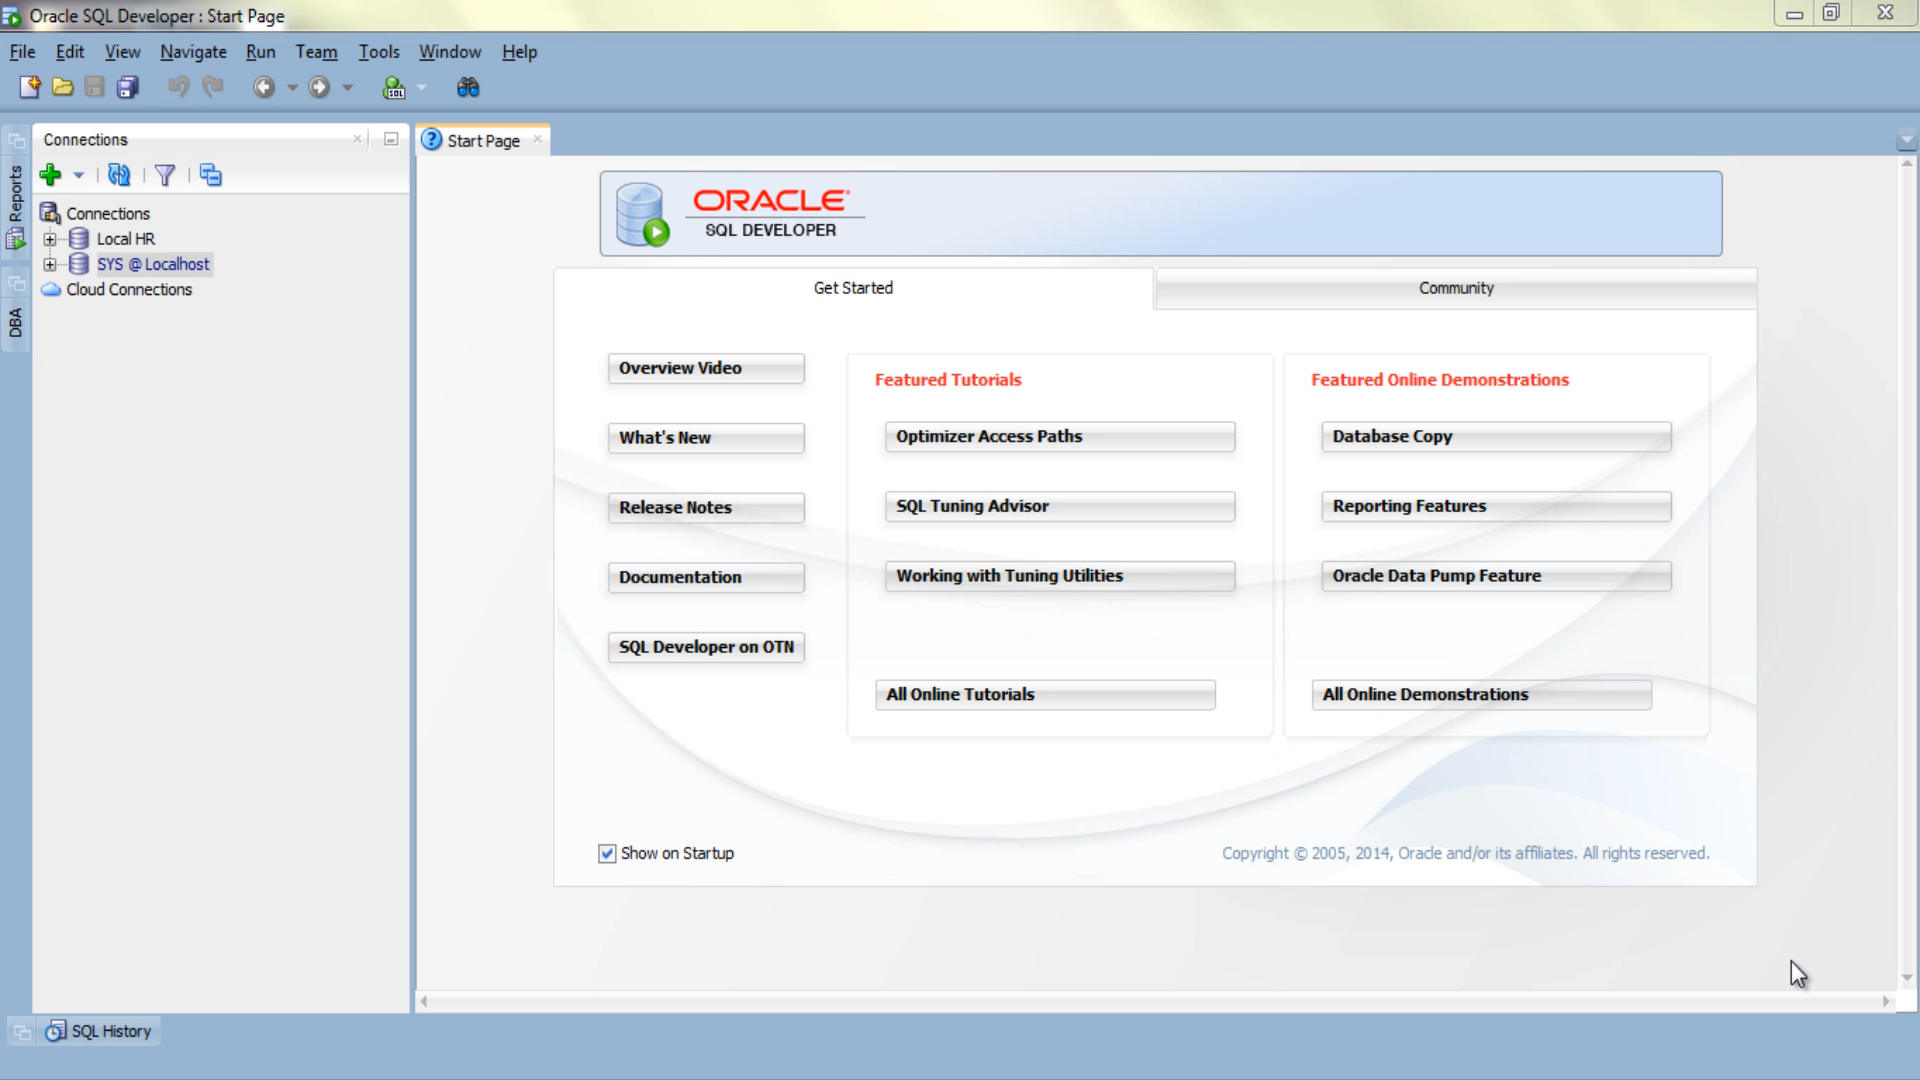 Oracle SQL Developer : Start Page
File Edit View Navigate Run Team Tools Window Help
SQL
Connections
Start Page
Reports
DBA
Connections
Local HR
SYS @ Localhost
Cloud Connections
ORACLE
SQL DEVELOPER
Get Started
Community
Overview Video
What's New
Release Notes
Documentation
SQL Developer on OTN
Featured Tutorials
Optimizer Access Paths
SQL Tuning Advisor
Working with Tuning Utilities
All Online Tutorials
Featured Online Demonstrations
Database Copy
Reporting Features
Oracle Data Pump Feature
All Online Demonstrations
Show on Startup
Copyright © 2005, 2014, Oracle and/or its affiliates. All rights reserved.
SQL History